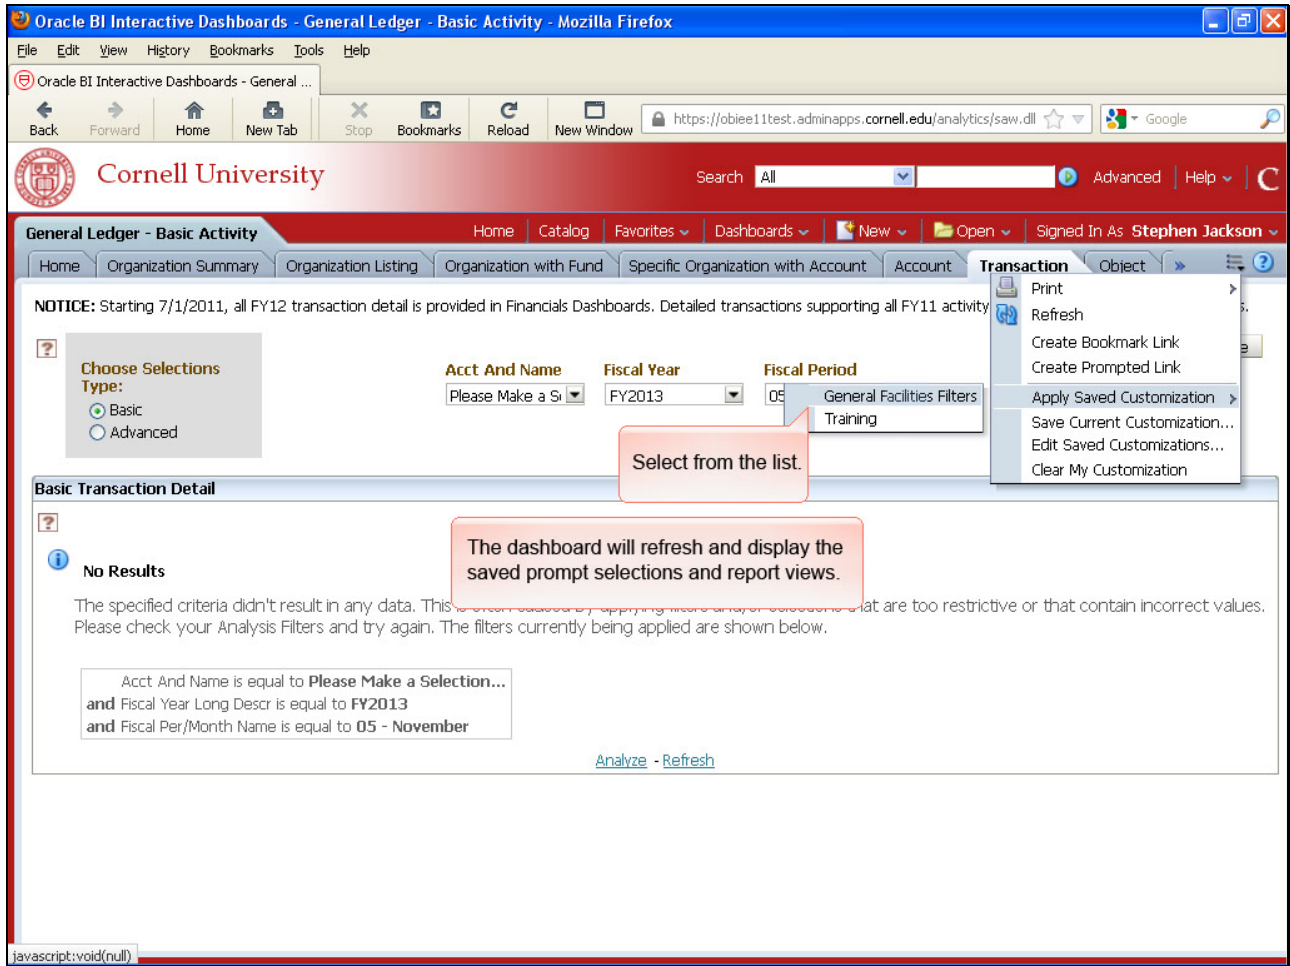 Oracle BI Interactive Dashboards - General Ledger - Basic Activity - Mozilla Firefox
File Edit View History Bookmarks Tools Help
Oracle BI Interactive Dashboards - General ...
Back Forward Home New Tab Stop Bookmarks Reload New Window https://obiee11test.adminapps.cornell.edu/analytics/saw.dll Google
Cornell University Search All Advanced Help C
General Ledger - Basic Activity Home Catalog Favorites Dashboards New Open Signed In As Stephen Jackson
Home Organization Summary Organization Listing Organization with Fund Specific Organization with Account Account Transaction Object »
NOTICE: Starting 7/1/2011, all FY12 transaction detail is provided in Financials Dashboards. Detailed transactions supporting all FY11 activity
Print
Refresh
Create Bookmark Link
Create Prompted Link
Apply Saved Customization
Save Current Customization...
Edit Saved Customizations...
Clear My Customization
Choose Selections
Type:
Basic
Advanced
Acct And Name Fiscal Year Fiscal Period
Please Make a S FY2013 05
General Facilities Filters
Training
Select from the list.
Basic Transaction Detail
The dashboard will refresh and display the
saved prompt selections and report views.
No Results
The specified criteria didn't result in any data. This that are too restrictive or that contain incorrect values.
Please check your Analysis Filters and try again. The filters currently being applied are shown below.
Acct And Name is equal to Please Make a Selection...
and Fiscal Year Long Descr is equal to FY2013
and Fiscal Per/Month Name is equal to 05 - November
Analyze - Refresh
javascript:void(null)